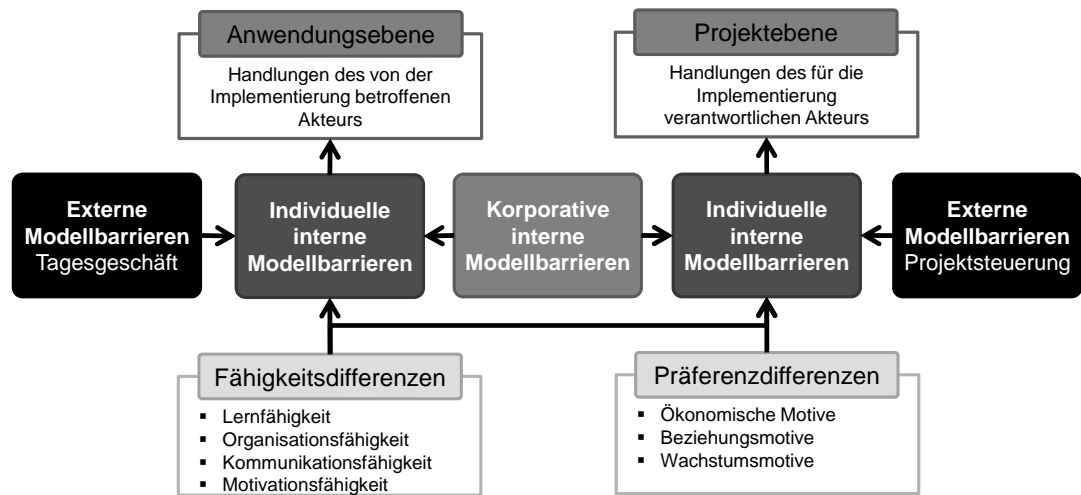 Anwendungsebene
Handlungen des von der
Implementierung betroffenen
Akteurs
Projektebene
Handlungen des für die
Implementierung
verantwortlichen Akteurs
Externe
Modellbarrieren
Tagesgeschäft
Individuelle
interne
Modellbarrieren
Korporative
interne
Modellbarrieren
Individuelle
interne
Modellbarrieren
Externe
Modellbarrieren
Projektsteuerung
Fähigkeitsdifferenzen
▪ Lernfähigkeit
▪ Organisationsfähigkeit
▪ Kommunikationsfähigkeit
▪ Motivationsfähigkeit
Präferenzdifferenzen
▪ Ökonomische Motive
▪ Beziehungsmotive
▪ Wachstumsmotive